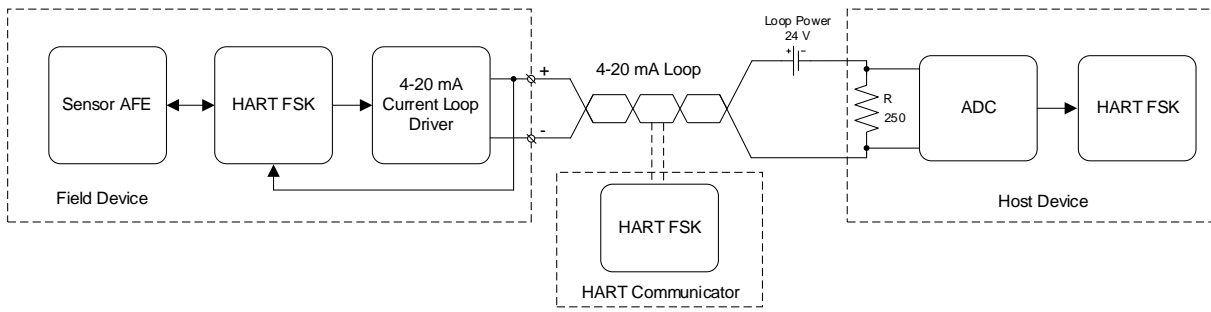 Sensor AFE
HART FSK
4-20 mA
Current Loop
Driver
Field Device
+
-
4-20 mA Loop
HART FSK
HART Communicator
Loop Power
24 V
+ −
R
250
ADC
HART FSK
Host Device